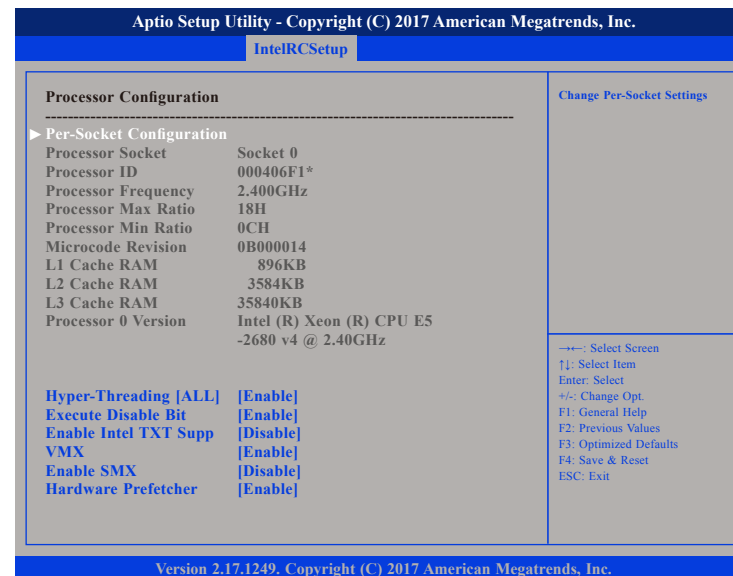 Aptio Setup Utility - Copyright (C) 2017 American Megatrends, Inc.
IntelRCSetup
Processor Configuration
--------------------------------------------------------------------------------
▶ Per-Socket Configuration
Processor Socket Socket 0
Processor ID 000406F1*
Processor Frequency 2.400GHz
Processor Max Ratio 18H
Processor Min Ratio 0CH
Microcode Revision 0B000014
L1 Cache RAM 896KB
L2 Cache RAM 3584KB
L3 Cache RAM 35840KB
Processor 0 Version Intel (R) Xeon (R) CPU E5
-2680 v4 @ 2.40GHz
Hyper-Threading [ALL] [Enable]
Execute Disable Bit [Enable]
Enable Intel TXT Supp [Disable]
VMX [Enable]
Enable SMX [Disable]
Hardware Prefetcher [Enable]
Change Per-Socket Settings
→←: Select Screen
↑↓: Select Item
Enter: Select
+/-: Change Opt.
F1: General Help
F2: Previous Values
F3: Optimized Defaults
F4: Save & Reset
ESC: Exit
Version 2.17.1249. Copyright (C) 2017 American Megatrends, Inc.